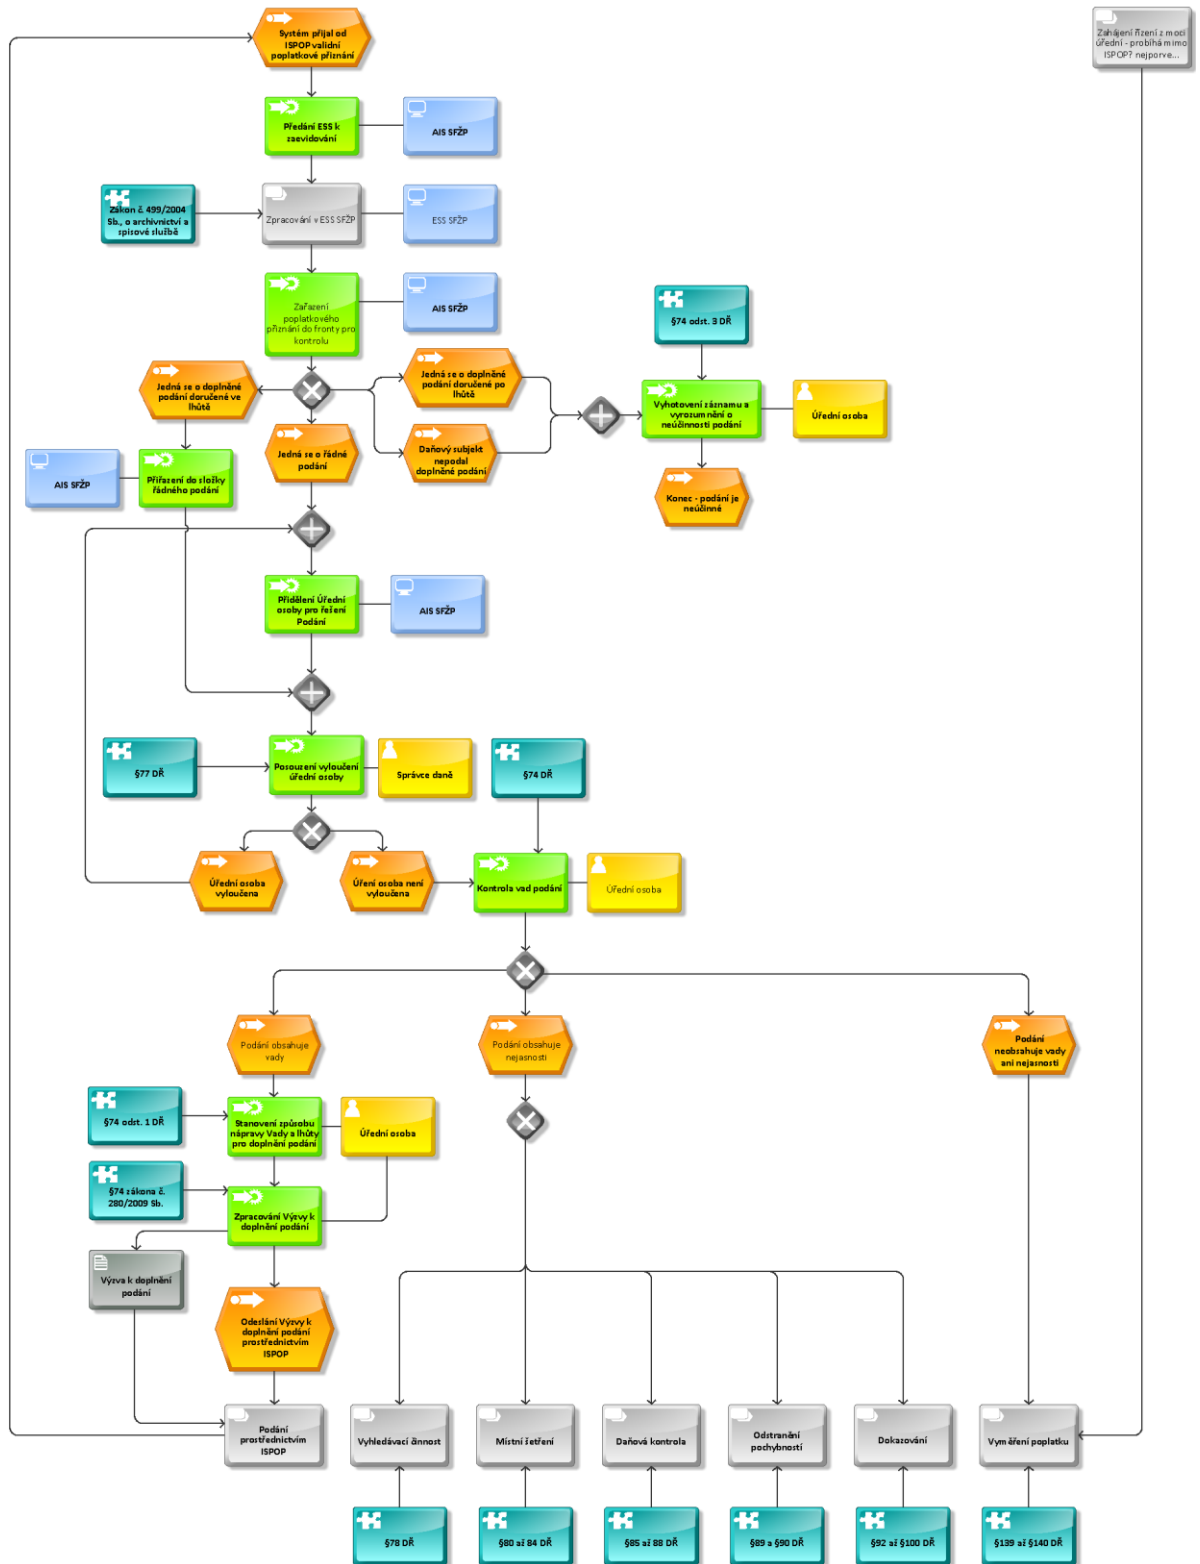 Systém přijal od
ISPOP validní
poplatkové přiznání
Zahájení řízení z moci
úřední - probíhá mimo
ISPOP? nejporve...
Předání ESS k
zaevidování
AIS SFŽP
Zákon č. 499/2004
Sb., o archivnictví a
spisové službě
Zpracování v ESS SFŽP
ESS SFŽP
Zařazení
poplatkového
přiznání do fronty pro
kontrolu
AIS SFŽP
§74 odst. 3 DŘ
Jedná se o doplněné
podání doručené ve
lhůtě
Jedná se o doplněné
podání doručené po
lhůtě
Vyhotovení záznamu a
vyrozumnění o
neúčinnosti podání
Úřední osoba
Jedná se o řádné
podání
Daňový subjekt
nepodal
doplněné podání
AIS SFŽP
Přiřazení do složky
řádného podání
Konec - podání je
neúčinné
Přidělení Úřední
osoby pro řešení
Podání
AIS SFŽP
§77 DŘ
Posouzení vyloučení
úřední osoby
Správce daně
§74 DŘ
Úřední osoba
vyloučena
Úření osoba není
vyloučena
Kontrola vad podání
Úřední osoba
Podání obsahuje
vady
Podání obsahuje
nejasnosti
Podání
neobsahuje vady
ani nejasnosti
§74 odst. 1 DŘ
Stanovení způsobu
nápravy Vady a lhůty
pro doplnění podání
Úřední osoba
§74 zákona č.
280/2009 Sb.
Zpracování Výzvy k
doplnění podání
Výzva k doplnění
podání
Odeslání Výzvy k
doplnění podání
prostřednictvím
ISPOP
Podání
prostřednictvím
ISPOP
Vyhledávací činnost
Místní šetření
Daňová kontrola
Odstranění
pochybností
Dokazování
Vyměření poplatku
§78 DŘ
§80 až 84 DŘ
§85 až 88 DŘ
§89 a §90 DŘ
§92 až §100 DŘ
§139 až §140 DŘ